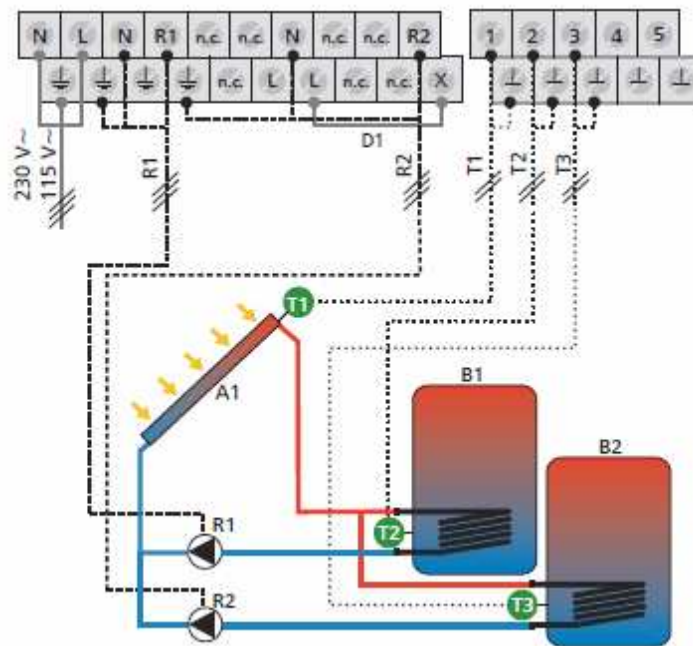 N L N R1 n.c. n.c. N n.c. n.c. R2
n.c. L L n.c. n.c. X
1 2 3 4 5
D1
230 V~
115 V~
R1
R2
T1
T2
T3
T1
A1
B1
B2
R1
T2
R2
T3